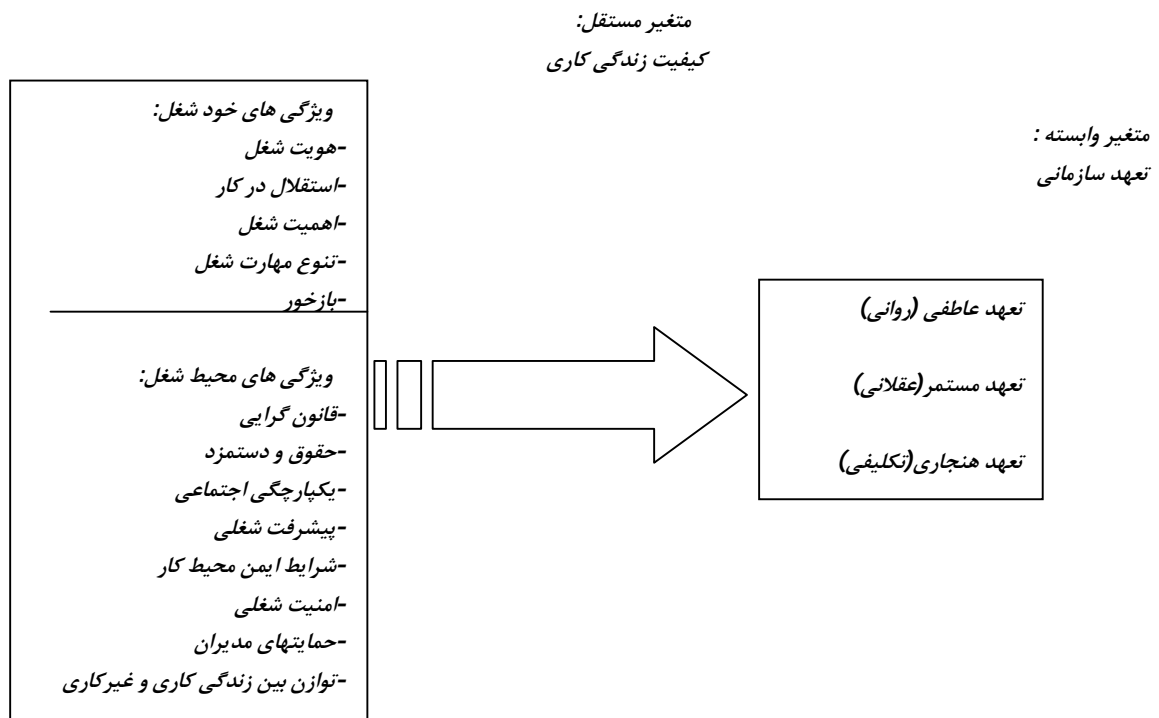 متغیر مستقل:
کیفیت زندگی کاری
متغیر وابسته :
تعهد سازمانی
ویژگی های خود شغل:
-هویت شغل
-استقلال در کار
-اهمیت شغل
-تنوع مهارت شغل
-بازخور
ویژگی های محیط شغل:
-قانون گرایی
-حقوق و دستمزد
-یکپارچگی اجتماعی
-پیشرفت شغلی
-شرایط ایمن محیط کار
-امنیت شغلی
-حمایتهای مدیران
-توازن بین زندگی کاری و غیرکاری
تعهد عاطفی (روانی)
تعهد مستمر(عقلانی)
تعهد هنجاری(تکلیفی)